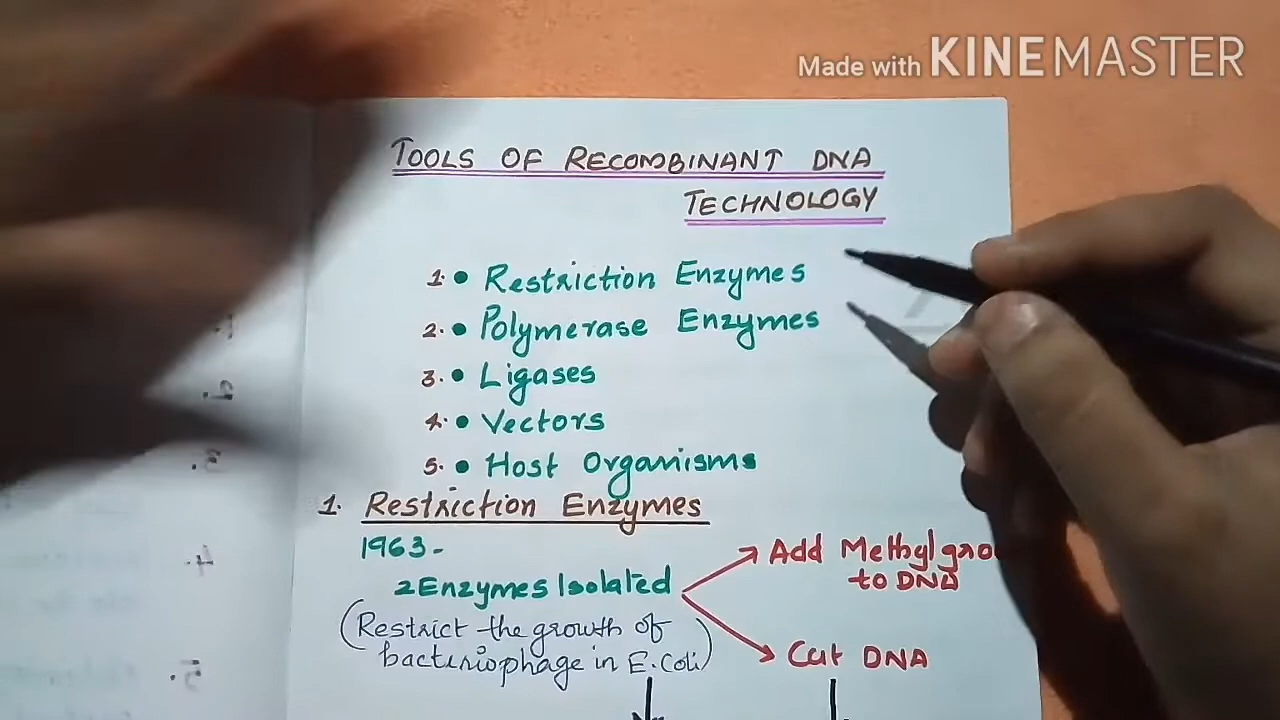 Made with KINEMASTER
TOOLS OF RECOMBINANT DNA
TECHNOLOGY
1. • Restriction Enzymes
2. • Polymerase Enzymes
3. • Ligases
4. • Vectors
5. • Host Organisms
1. Restriction Enzymes
1963-
2 Enzymes Isolated
(Restrict the growth of
bacteriophage in E. Coli)
Add Methyl gro
to DNA
Cut DNA